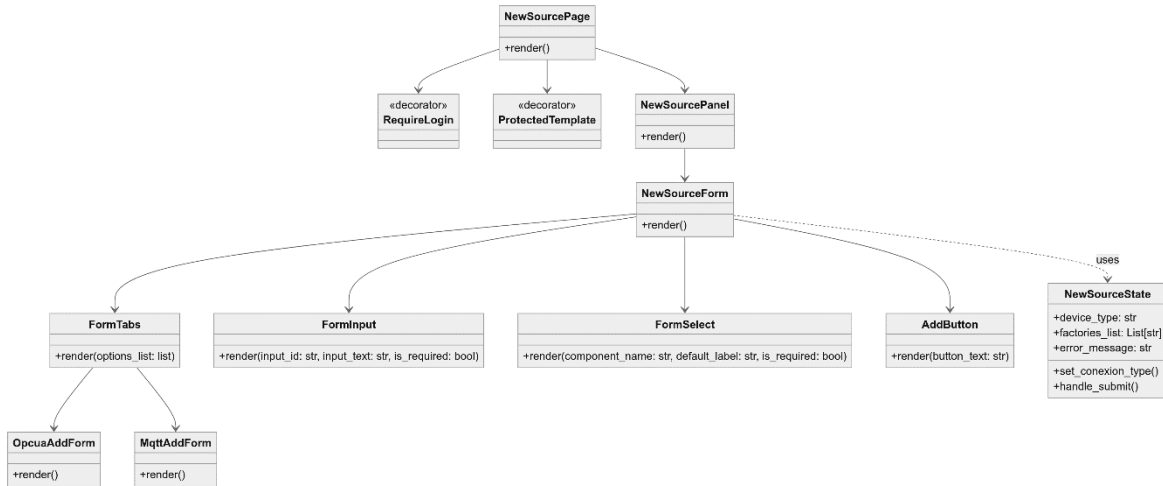 NewSourcePage
+render()
«decorator»
RequireLogin
«decorator»
ProtectedTemplate
NewSourcePanel
+render()
NewSourceForm
+render()
uses
FormTabs
+render(options_list: list)
FormInput
+render(input_id: str, input_text: str, is_required: bool)
FormSelect
+render(component_name: str, default_label: str, is_required: bool)
AddButton
+render(button_text: str)
NewSourceState
+device_type: str
+factories_list: List[str]
+error_message: str
+set_conexion_type()
+handle_submit()
OpcuaAddForm
+render()
MqttAddForm
+render()